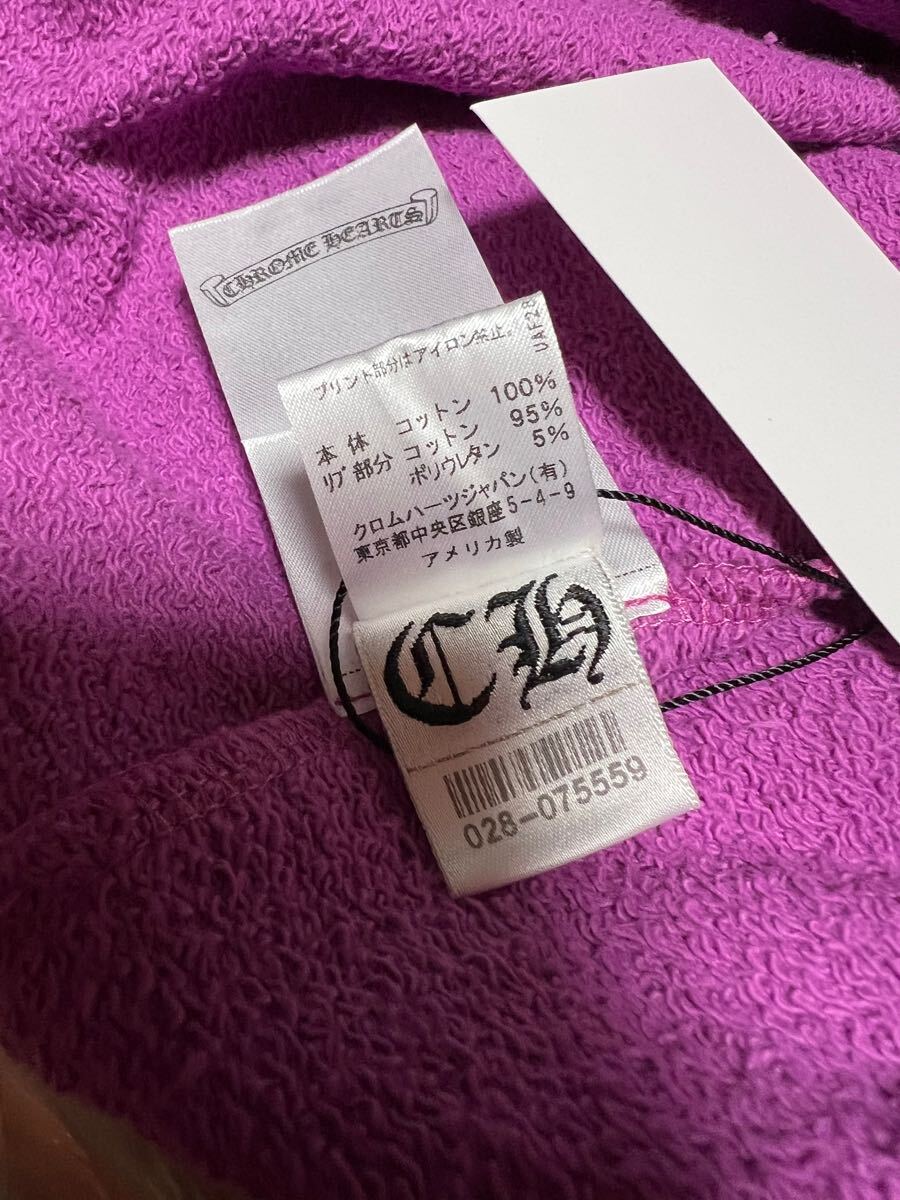 CHROME HEARTS
プリント部分はアイロン禁止。
UAF28
本体 コットン 100%
リブ部分 コットン 95%
ポリウレタン 5%
クロムハーツジャパン(有)
東京都中央区銀座5-4-9
アメリカ製
CH
028-075559